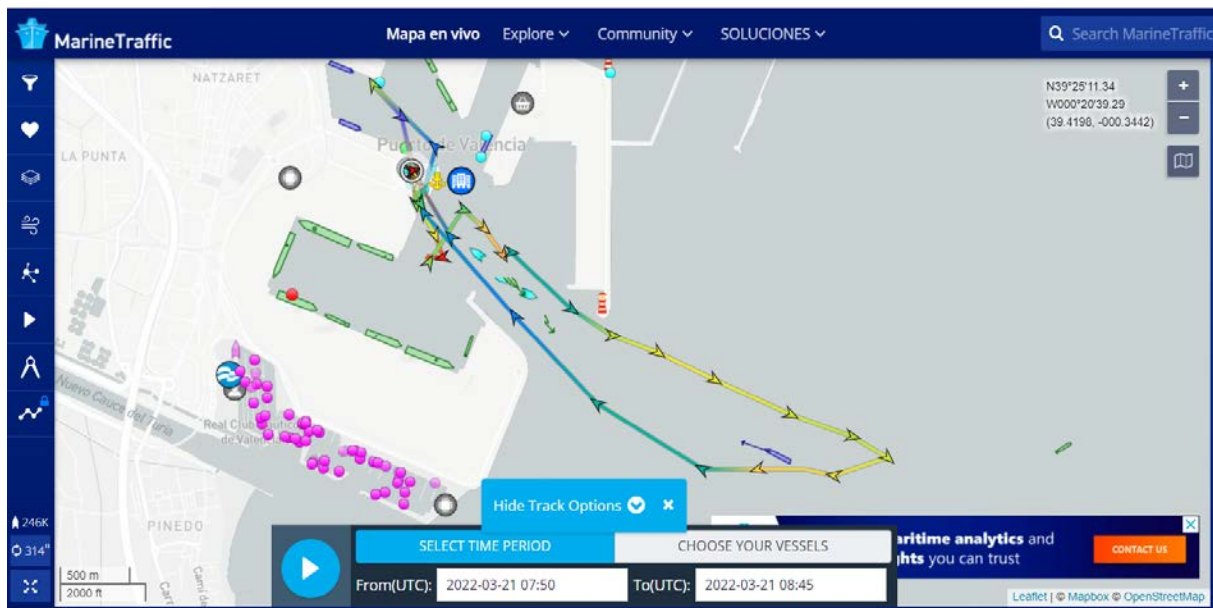 MarineTraffic
Mapa en vivo Explore Community SOLUCIONES
Search MarineTraffic
NATZARET
N39°25'11.34
W000°20'39.29
(39.4198, -000.3442)
LA PUNTA
Puerto de Valencia
Nuevo Cauce del Turia
Real Club Náutico
de Valencia
PINEDO
Hide Track Options ×
246K
314"
SELECT TIME PERIOD CHOOSE YOUR VESSELS
From(UTC): 2022-03-21 07:50 To(UTC): 2022-03-21 08:45
500 m
2000 ft
aritime analytics and
hts you can trust
CONTACT US
Leaflet | © Mapbox © OpenStreetMap